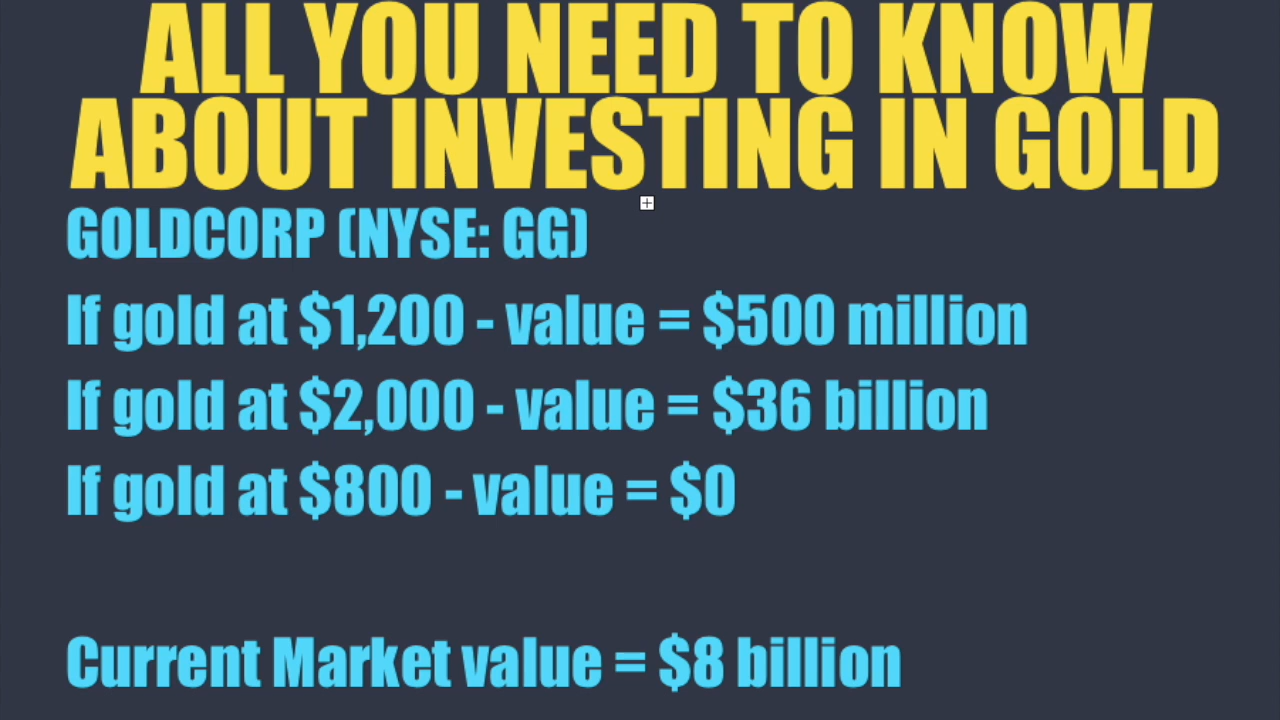 ALL YOU NEED TO KNOW
ABOUT INVESTING IN GOLD
GOLDCORP (NYSE: GG)
If gold at $1,200 - value = $500 million
If gold at $2,000 - value = $36 billion
If gold at $800 - value = $0
Current Market value = $8 billion